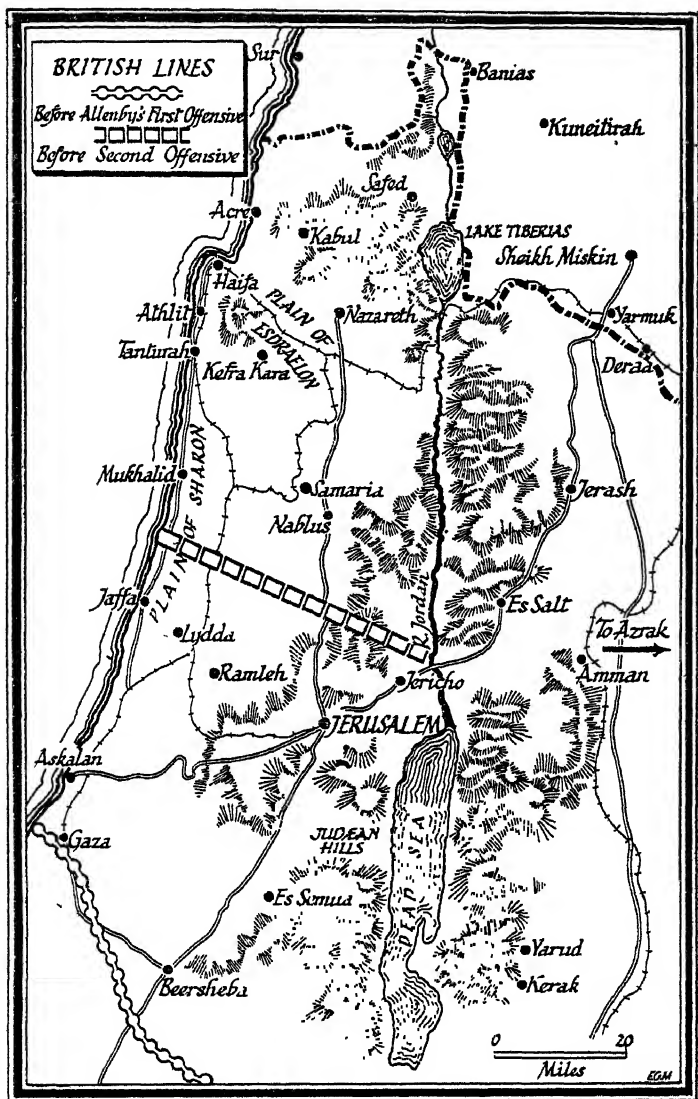 BRITISH LINES
Before Allenby's First Offensive
Before Second Offensive
Sur
Banias
Kuneitirah
Safed
Acre
Kabul
LAKE TIBERIAS
Sheikh Miskin
Haifa
PLAIN OF
ESDRAELON
Athlit
Nazareth
Yarmuk
Tanturah
Kefra Kara
Deraa
Mukhalid
PLAIN OF SHARON
Samaria
Jerash
Nablus
R. Jordan
Jaffa
Es Salt
Lydda
To Azrak
Ramleh
Jericho
Amman
JERUSALEM
Askalan
Gaza
JUDÆAN
HILLS
DEAD SEA
Es Semua
Yarud
Beersheba
Kerak
0 20
Miles
EGM